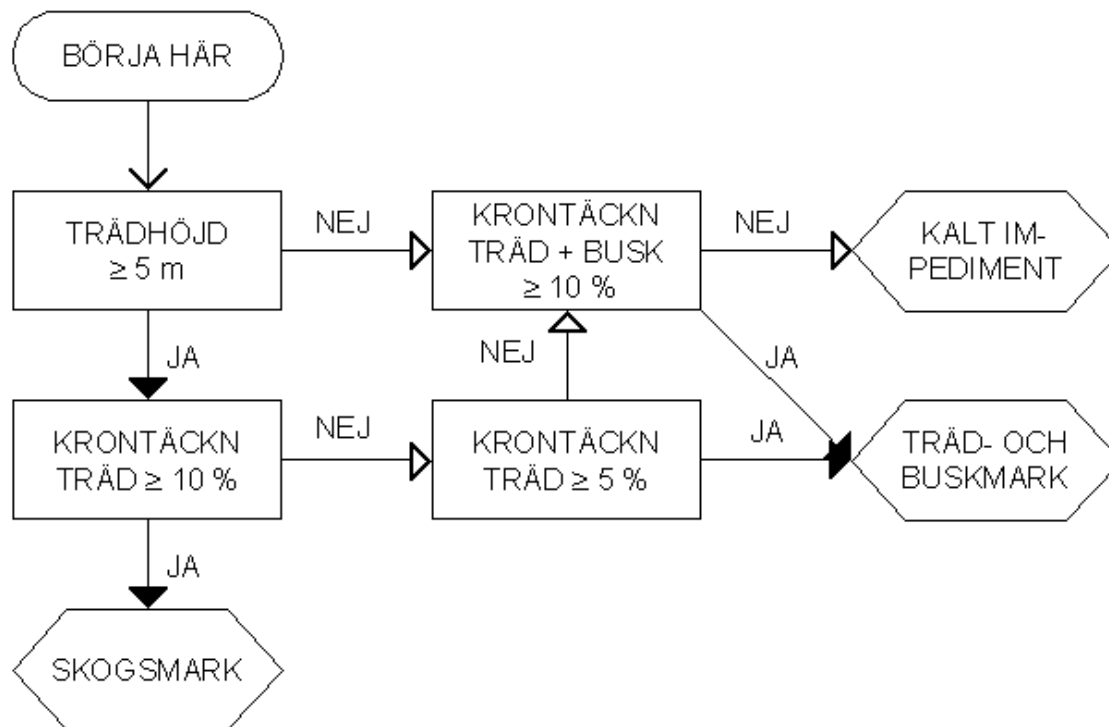 BÖRJA HÄR
TRÄDHÖJD
≥ 5 m
NEJ
KRONTÄCKN
TRÄD + BUSK
≥ 10 %
NEJ
KALT IM-
PEDIMENT
JA
NEJ
JA
KRONTÄCKN
TRÄD ≥ 10 %
NEJ
KRONTÄCKN
TRÄD ≥ 5 %
JA
TRÄD- OCH
BUSKMARK
JA
SKOGSMARK